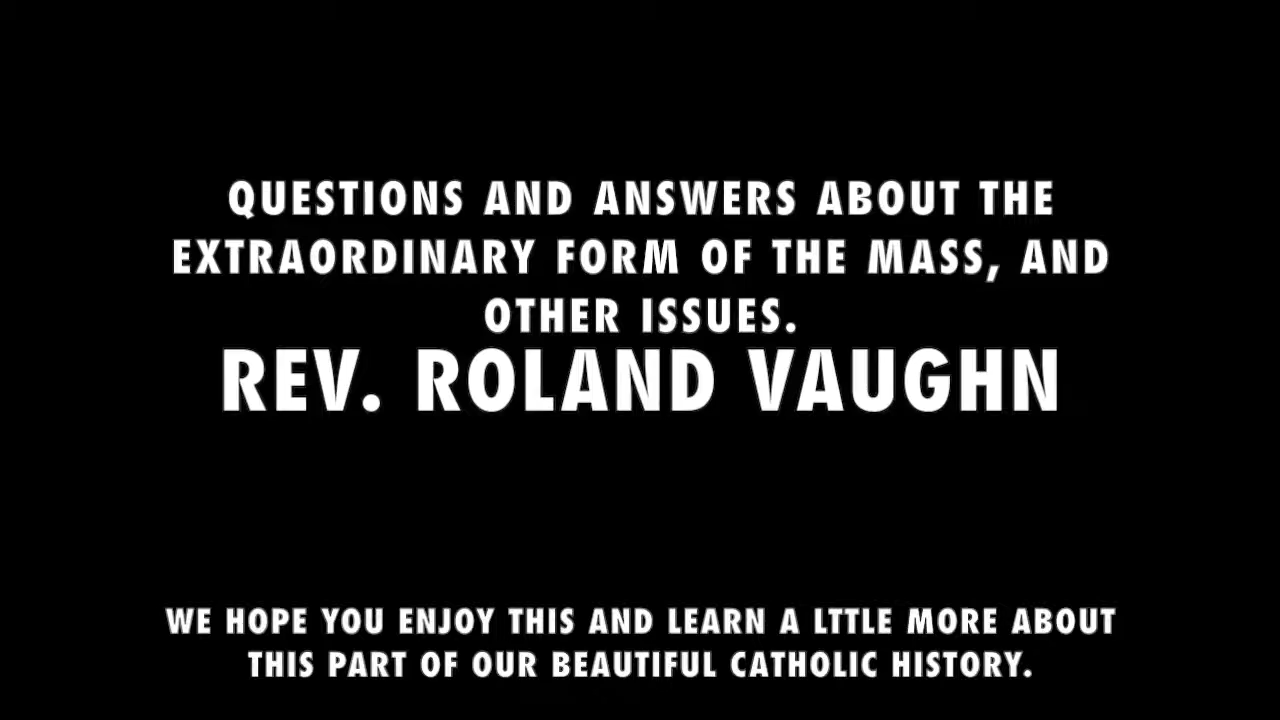 QUESTIONS AND ANSWERS ABOUT THE
EXTRAORDINARY FORM OF THE MASS, AND
OTHER ISSUES.
REV. ROLAND VAUGHN
WE HOPE YOU ENJOY THIS AND LEARN A LTTLE MORE ABOUT
THIS PART OF OUR BEAUTIFUL CATHOLIC HISTORY.